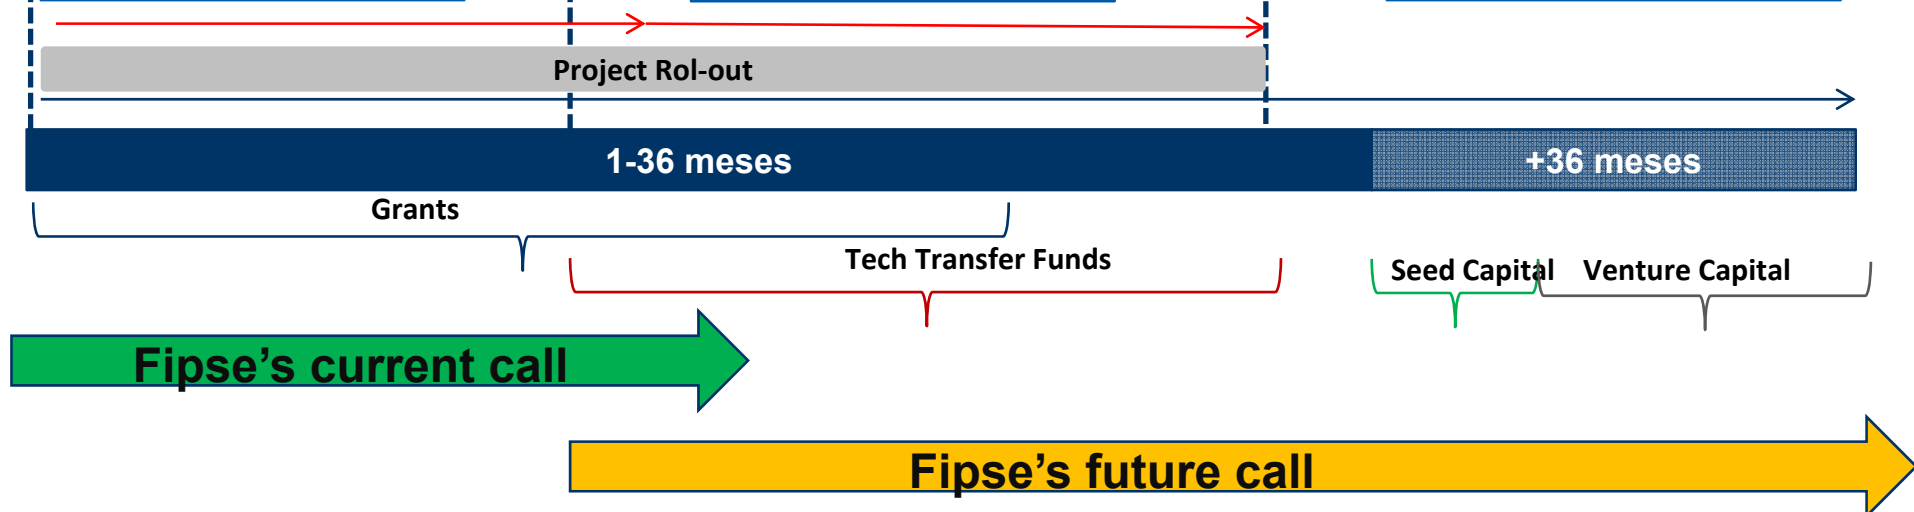 Project Rol-out
1-36 meses
+36 meses
Grants
Tech Transfer Funds
Seed Capital
Venture Capital
Fipse’s current call
Fipse’s future call